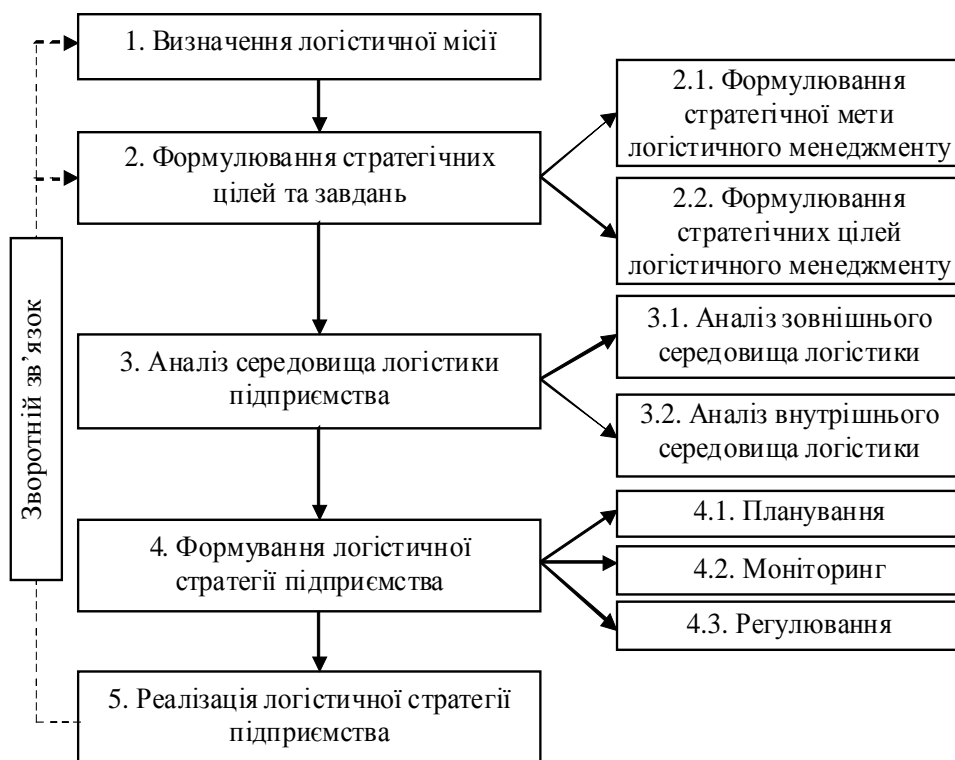 1. Визначення логістичної місії
2. Формулювання стратегічних
цілей та завдань
2.1. Формулювання
стратегічної мети
логістичного менеджменту
2.2. Формулювання
стратегічних цілей
логістичного менеджменту
Зворотній зв’язок
3. Аналіз середовища логістики
підприємства
3.1. Аналіз зовнішнього
середовища логістики
3.2. Аналіз внутрішнього
середовища логістики
4. Формування логістичної
стратегії підприємства
4.1. Планування
4.2. Моніторинг
4.3. Регулювання
5. Реалізація логістичної стратегії
підприємства